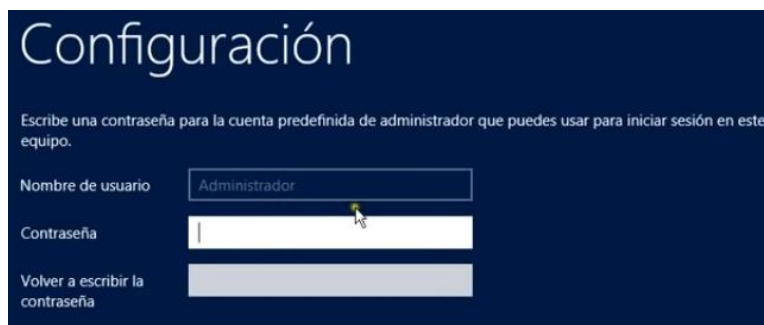 Configuración
Escribe una contraseña para la cuenta predefinida de administrador que puedes usar para iniciar sesión en este
equipo.
Nombre de usuario
Administrador
Contraseña
Volver a escribir la
contraseña